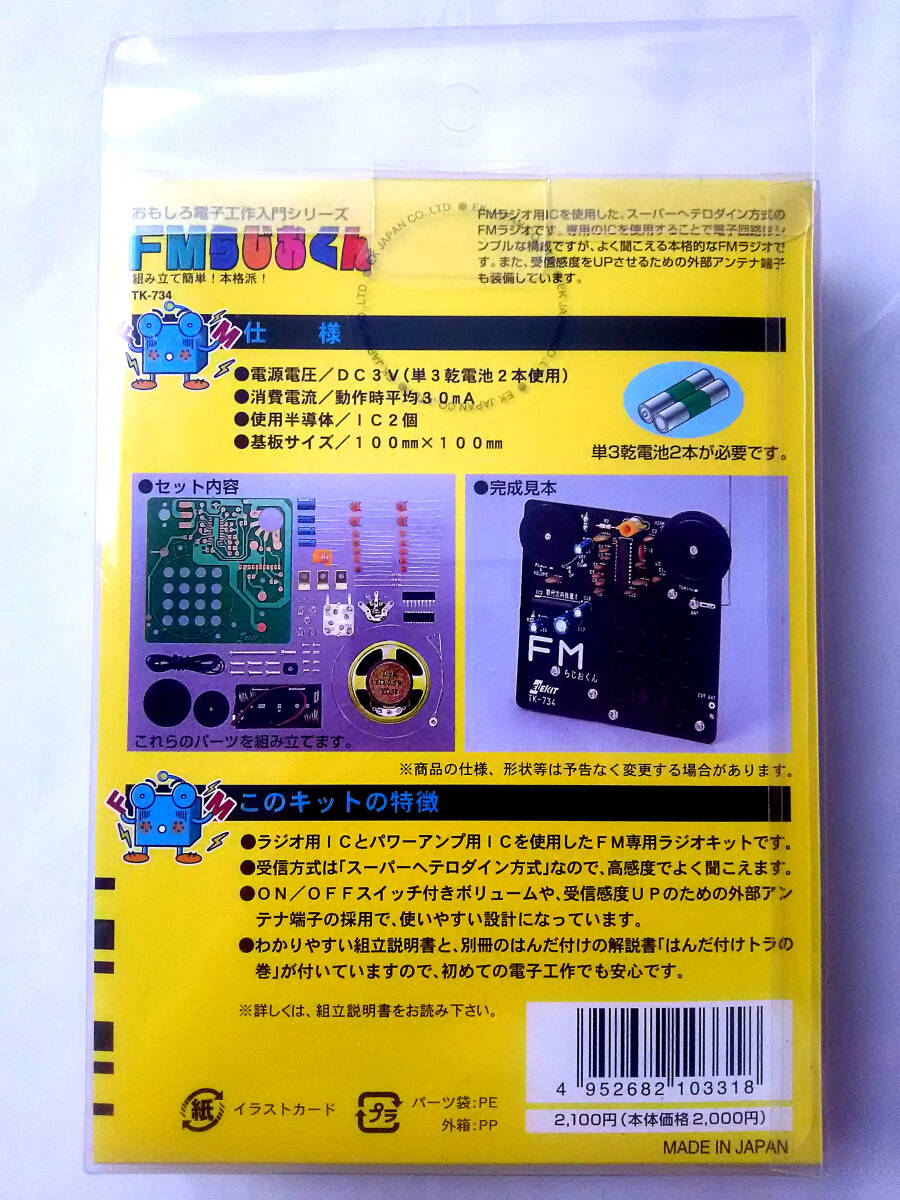 おもしろ電子工作入門シリーズ
FMらじおくん
組み立て簡単！本格派！
TK-734
FMラジオ用ICを使用した、スーパーヘテロダイン方式の
FMラジオです。専用のICを使用することで電子回路はシ
ンプルな構成ですが、よく聞こえる本格的なFMラジオで
す。また、受信感度をUPさせるための外部アンテナ端子
も装備しています。
EK JAPAN CO.,LTD ● EK JAPAN CO.,LTD ● EK JAPAN CO.,LTD
F M
仕 様
●電源電圧／DC3V（単3乾電池2本使用）
●消費電流／動作時平均30mA
●使用半導体／IC2個
●基板サイズ／100mm×100mm
単3乾電池2本が必要です。
●セット内容
これらのパーツを組み立てます。
●完成見本
FM
らじおくん
TEKIT
TK-734
※商品の仕様、形状等は予告なく変更する場合があります。
F M
このキットの特徴
●ラジオ用ICとパワーアンプ用ICを使用したFM専用ラジオキットです。
●受信方式は「スーパーヘテロダイン方式」なので、高感度でよく聞こえます。
●ON／OFFスイッチ付きボリュームや、受信感度UPのための外部アン
テナ端子の採用で、使いやすい設計になっています。
●わかりやすい組立説明書と、別冊のはんだ付けの解説書「はんだ付けトラの
巻」が付いていますので、初めての電子工作でも安心です。
※詳しくは、組立説明書をお読み下さい。
4 952682 103318
2,100円（本体価格2,000円）
MADE IN JAPAN
紙 イラストカード
プラ パーツ袋:PE
外箱:PP